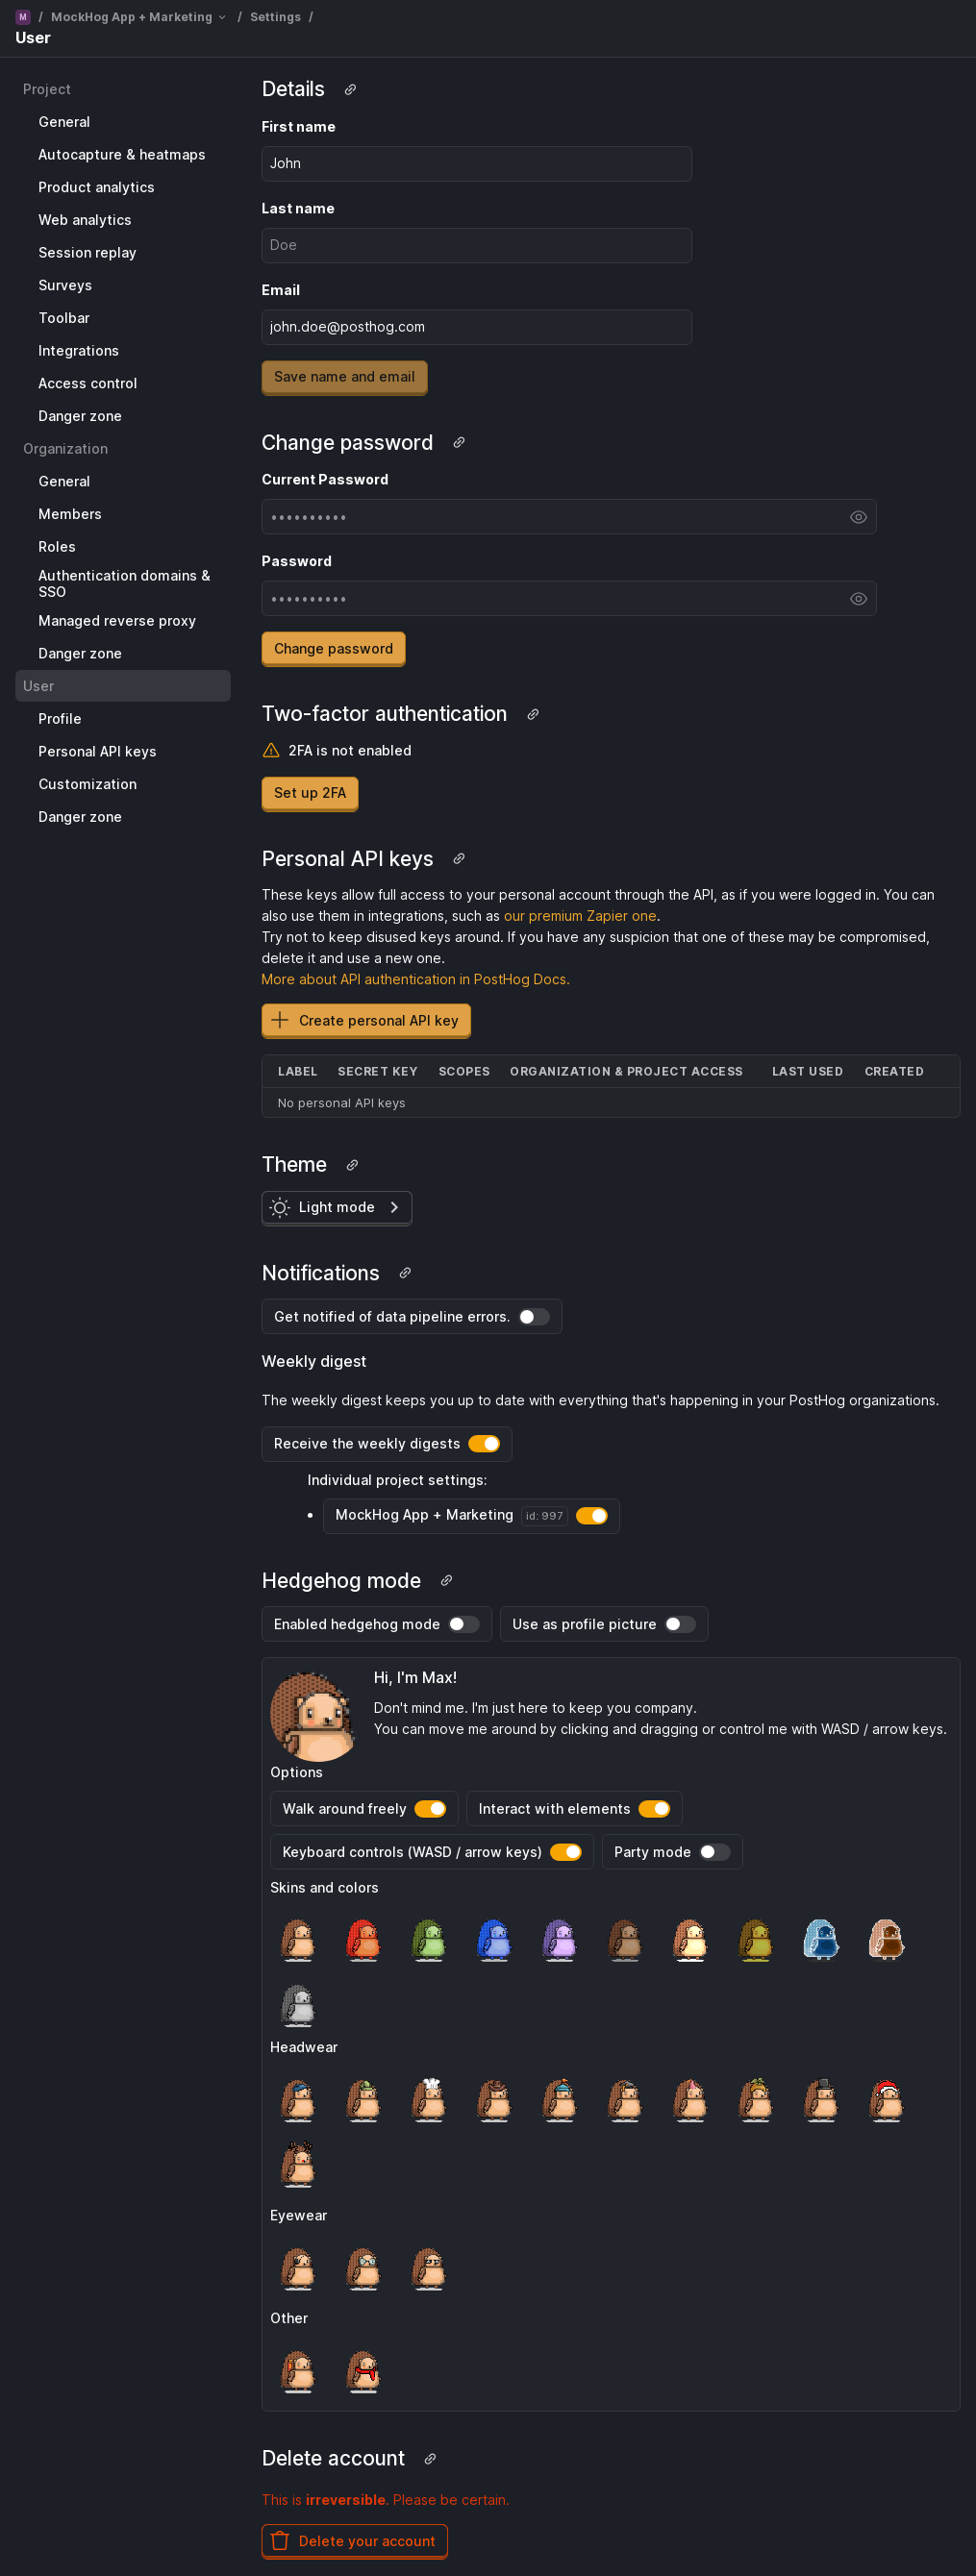 M / MockHog App + Marketing / Settings /
User
Project
General
Autocapture & heatmaps
Product analytics
Web analytics
Session replay
Surveys
Toolbar
Integrations
Access control
Danger zone
Organization
General
Members
Roles
Authentication domains &
SSO
Managed reverse proxy
Danger zone
User
Profile
Personal API keys
Customization
Danger zone
Details
First name
John
Last name
Doe
Email
john.doe@posthog.com
Save name and email
Change password
Current Password
••••••••••
Password
••••••••••
Change password
Two-factor authentication
2FA is not enabled
Set up 2FA
Personal API keys
These keys allow full access to your personal account through the API, as if you were logged in. You can
also use them in integrations, such as our premium Zapier one.
Try not to keep disused keys around. If you have any suspicion that one of these may be compromised,
delete it and use a new one.
More about API authentication in PostHog Docs.
Create personal API key
LABEL SECRET KEY SCOPES ORGANIZATION & PROJECT ACCESS LAST USED CREATED
No personal API keys
Theme
Light mode
Notifications
Get notified of data pipeline errors.
Weekly digest
The weekly digest keeps you up to date with everything that's happening in your PostHog organizations.
Receive the weekly digests
Individual project settings:
• MockHog App + Marketing id: 997
Hedgehog mode
Enabled hedgehog mode Use as profile picture
Hi, I'm Max!
Don't mind me. I'm just here to keep you company.
You can move me around by clicking and dragging or control me with WASD / arrow keys.
Options
Walk around freely Interact with elements
Keyboard controls (WASD / arrow keys) Party mode
Skins and colors
Headwear
Eyewear
Other
Delete account
This is irreversible. Please be certain.
Delete your account